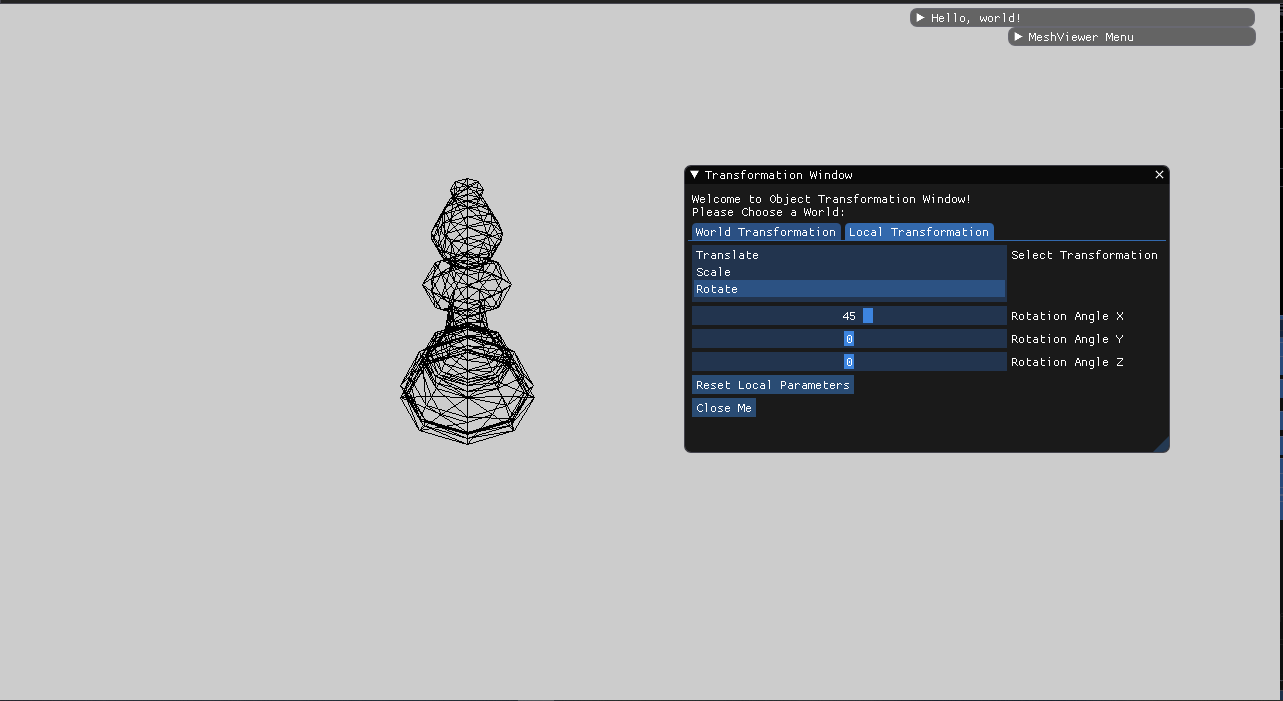 Hello, world!
MeshViewer Menu
Transformation Window
Welcome to Object Transformation Window!
Please Choose a World:
World Transformation Local Transformation
Translate Select Transformation
Scale
Rotate
45 Rotation Angle X
0 Rotation Angle Y
0 Rotation Angle Z
Reset Local Parameters
Close Me